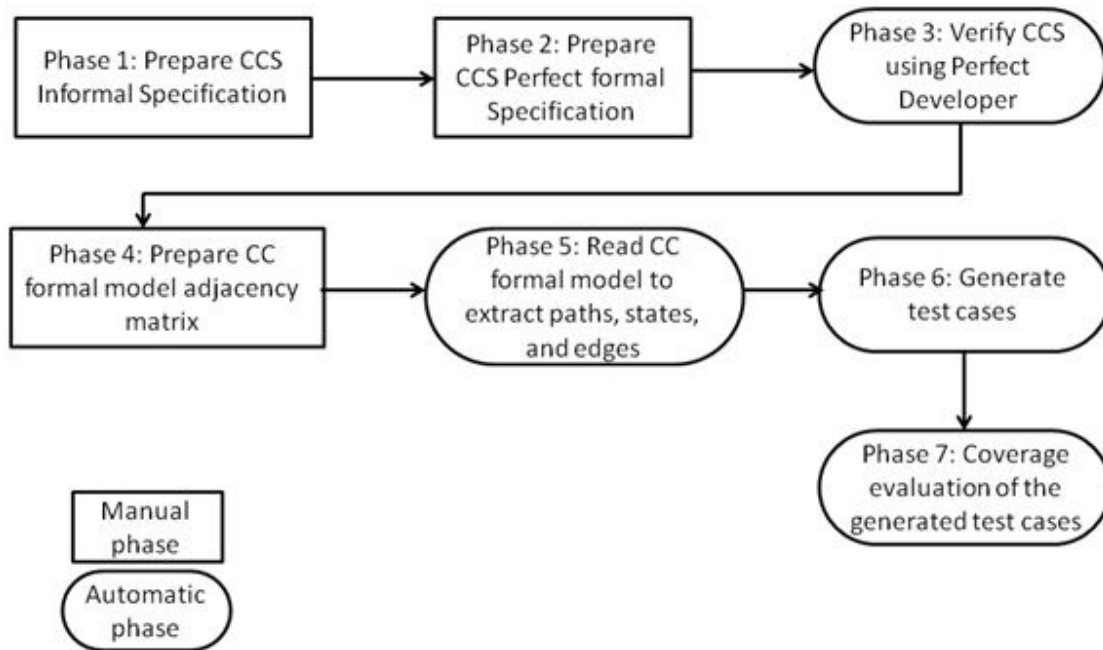 Phase 1: Prepare CCS
Informal Specification
Phase 2: Prepare
CCS Perfect formal
Specification
Phase 3: Verify CCS
using Perfect
Developer
Phase 4: Prepare CC
formal model adjacency
matrix
Phase 5: Read CC
formal model to
extract paths, states,
and edges
Phase 6: Generate
test cases
Phase 7: Coverage
evaluation of the
generated test cases
Manual
phase
Automatic
phase